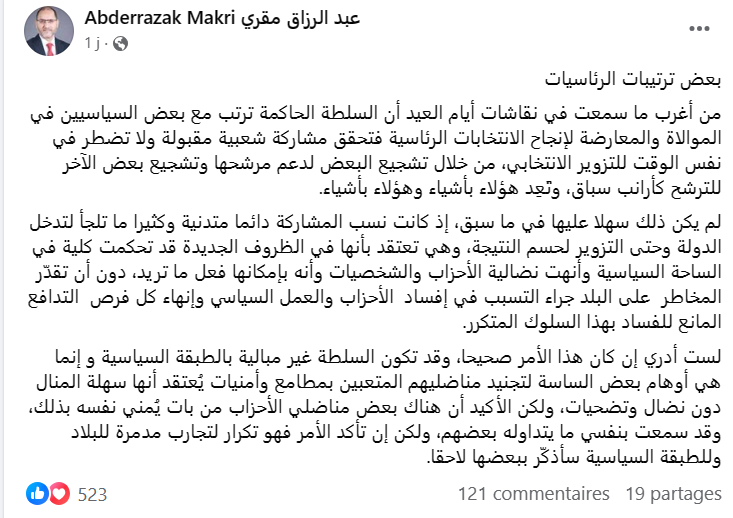 Abderrazak Makri عبد الرزاق مقري
1 j ·
بعض ترتيبات الرئاسيات
من أغرب ما سمعت في نقاشات أيام العيد أن السلطة الحاكمة ترتب مع بعض السياسيين في
الموالاة والمعارضة لإنجاح الانتخابات الرئاسية فتحقق مشاركة شعبية مقبولة ولا تضطر في
نفس الوقت للتزوير الانتخابي، من خلال تشجيع البعض لدعم مرشحها وتشجيع بعض الآخر
للترشح كأرانب سباق، وتَعِد هؤلاء بأشياء وهؤلاء بأشياء.
لم يكن ذلك سهلا عليها في ما سبق، إذ كانت نسب المشاركة دائما متدنية وكثيرا ما تلجأ لتدخل
الدولة وحتى التزوير لحسم النتيجة، وهي تعتقد بأنها في الظروف الجديدة قد تحكمت كلية في
الساحة السياسية وأنهت نضالية الأحزاب والشخصيات وأنه بإمكانها فعل ما تريد، دون أن تقدّر
المخاطر على البلد جراء التسبب في إفساد الأحزاب والعمل السياسي وإنهاء كل فرص التدافع
المانع للفساد بهذا السلوك المتكرر.
لست أدري إن كان هذا الأمر صحيحا، وقد تكون السلطة غير مبالية بالطبقة السياسية و إنما
هي أوهام بعض الساسة لتجنيد مناضليهم المتعبين بمطامع وأمنيات يُعتقد أنها سهلة المنال
دون نضال وتضحيات، ولكن الأكيد أن هناك بعض مناضلي الأحزاب من بات يُمني نفسه بذلك،
وقد سمعت بنفسي ما يتداوله بعضهم، ولكن إن تأكد الأمر فهو تكرار لتجارب مدمرة للبلاد
وللطبقة السياسية سأذكّر ببعضها لاحقا.
523 121 commentaires 19 partages